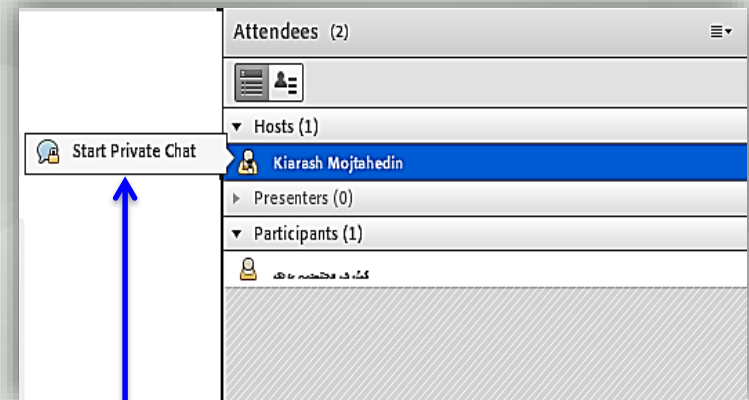 Attendees (2)
Hosts (1)
Start Private Chat
Kiarash Mojtahedin
Presenters (0)
Participants (1)